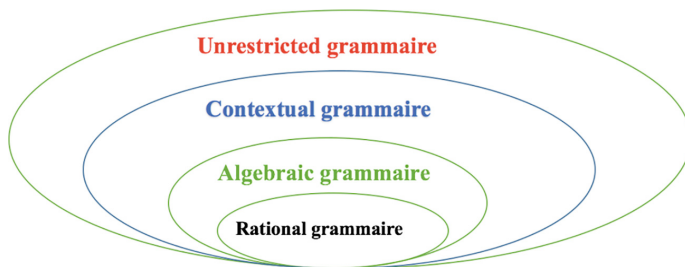 Unrestricted grammaire
Contextual grammaire
Algebraic grammaire
Rational grammaire